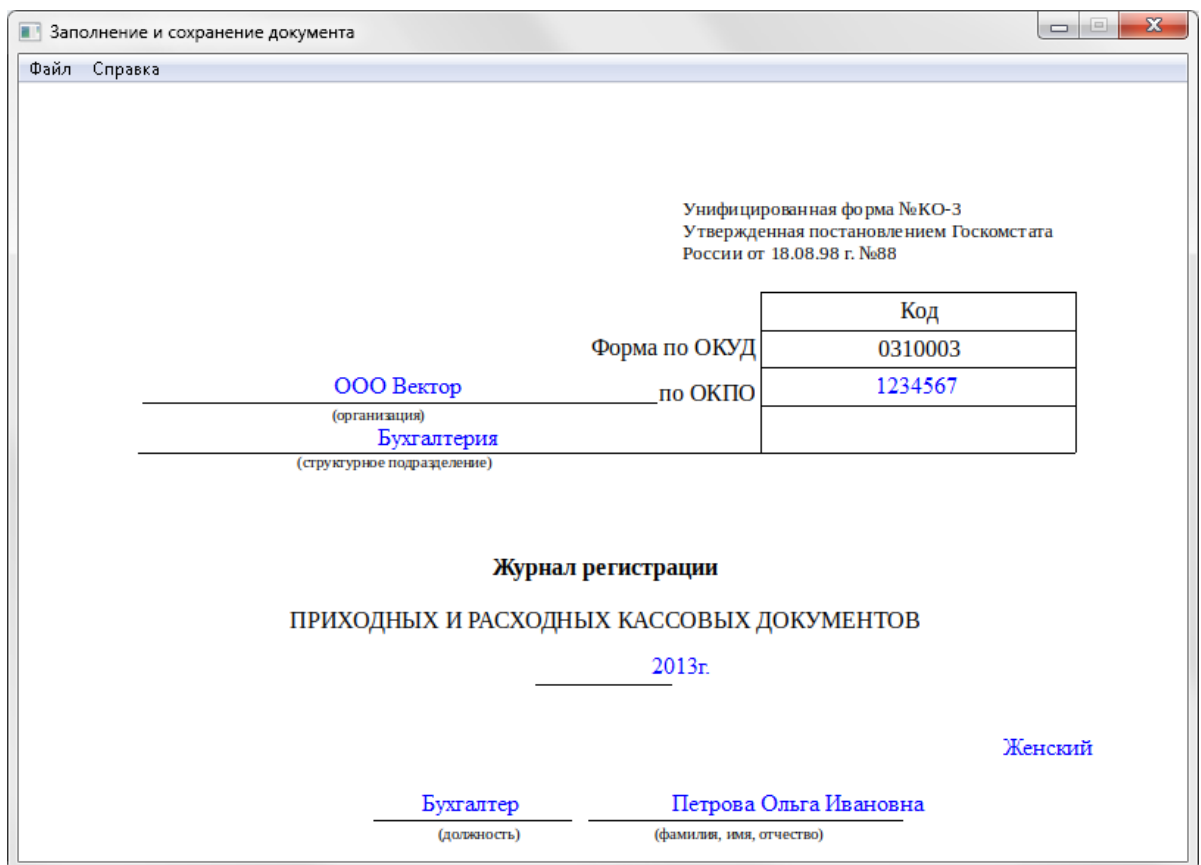 Заполнение и сохранение документа
Файл Справка
Унифицированная форма №КО-3
Утвержденная постановлением Госкомстата
России от 18.08.98 г. №88
Код
Форма по ОКУД 0310003
ООО Вектор по ОКПО 1234567
(организация)
Бухгалтерия
(структурное подразделение)
Журнал регистрации
ПРИХОДНЫХ И РАСХОДНЫХ КАССОВЫХ ДОКУМЕНТОВ
2013г.
Женский
Бухгалтер Петрова Ольга Ивановна
(должность) (фамилия, имя, отчество)